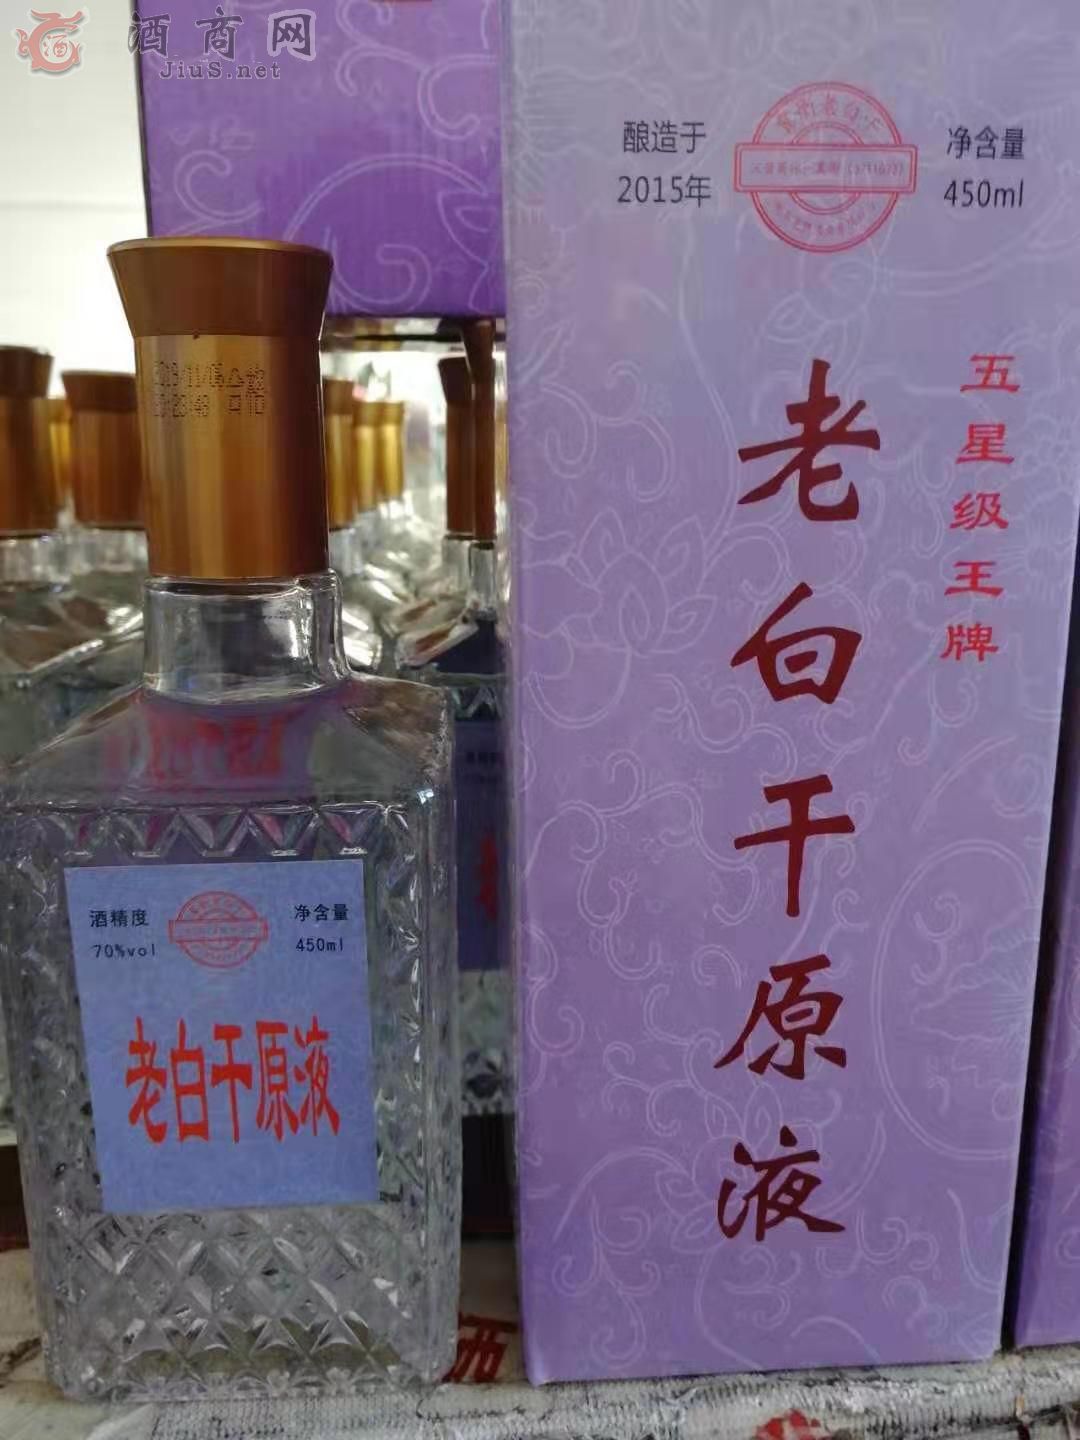 酒商网
JiuS.net
酿造于
2015年
净含量
450ml
五星级王牌
老白干原液
酒精度
70%vol
净含量
450ml
老白干原液